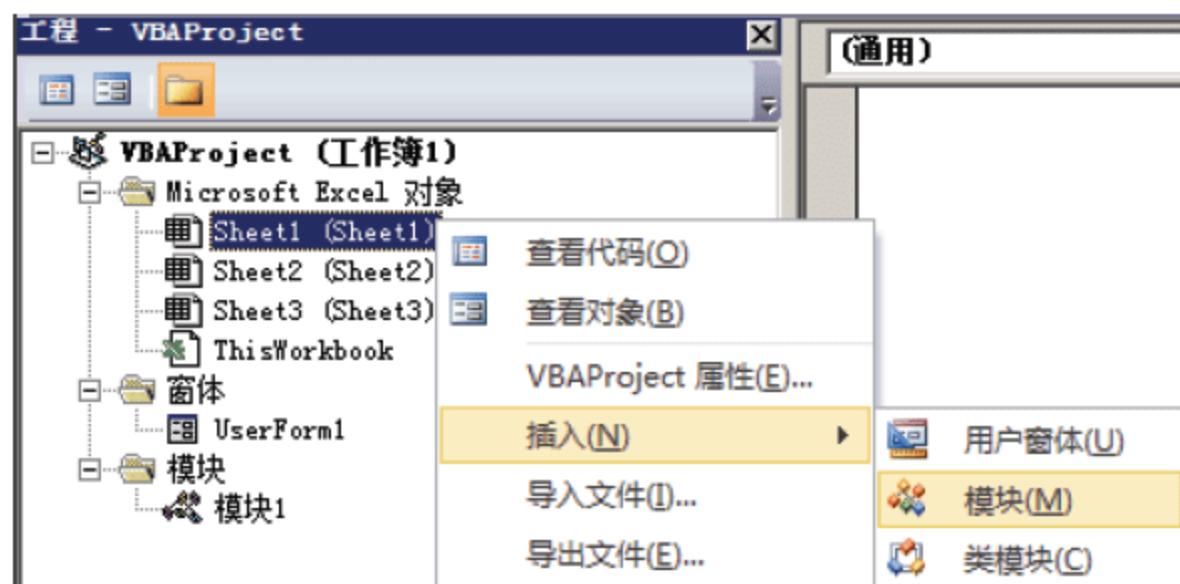 工程 - VBAProject
(通用)
VBAProject (工作簿1)
Microsoft Excel 对象
Sheet1 (Sheet1)
Sheet2 (Sheet2)
Sheet3 (Sheet3)
ThisWorkbook
窗体
UserForm1
模块
模块1
查看代码(O)
查看对象(B)
VBAProject 属性(E)...
插入(N)
导入文件(I)...
导出文件(E)...
用户窗体(U)
模块(M)
类模块(C)